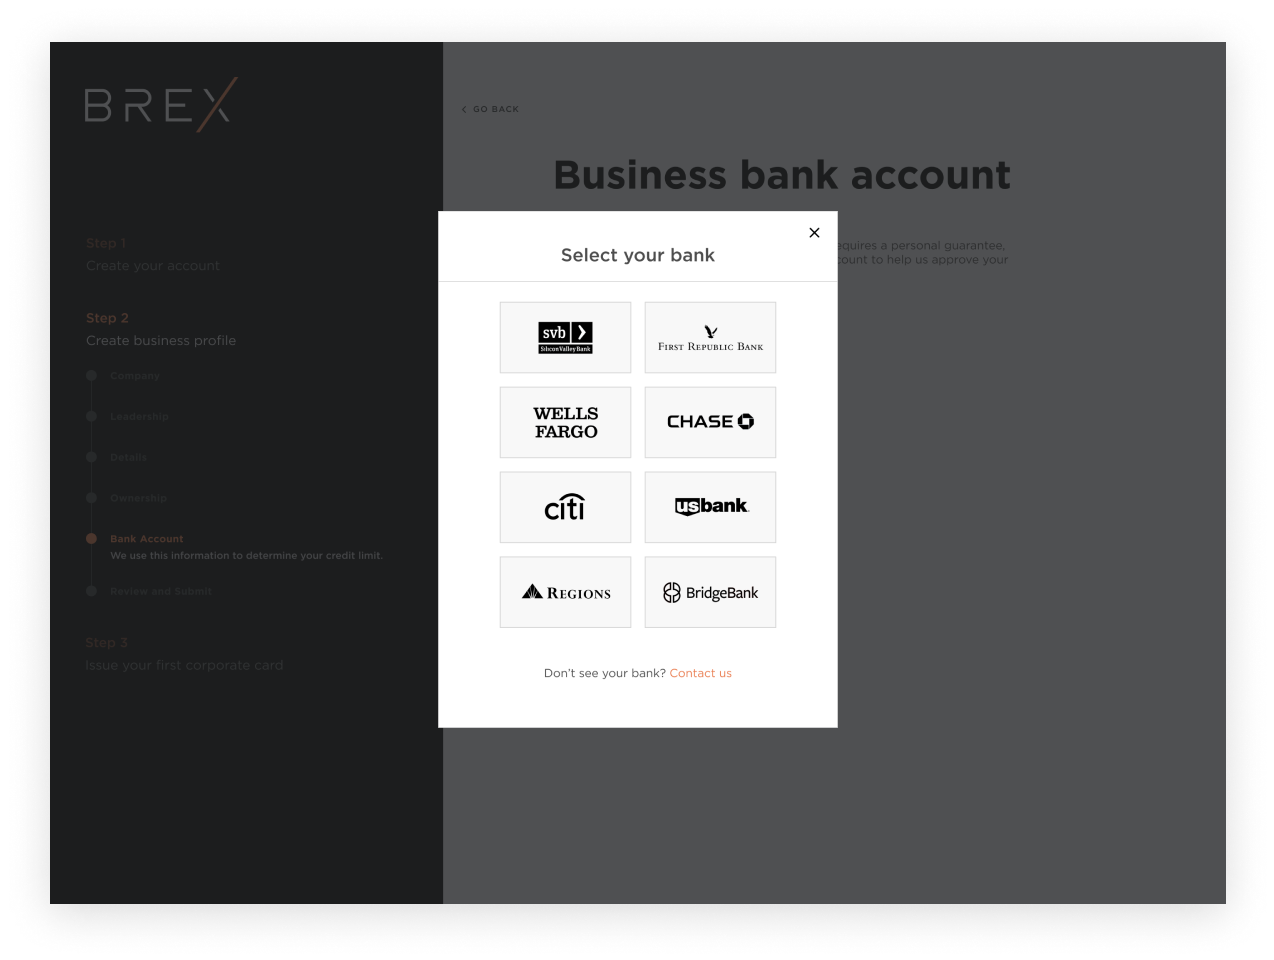 BREX
Step 1
Create your account
Step 2
Create business profile
Company
Leadership
Details
Ownership
Bank Account
We use this information to determine your credit limit.
Review and Submit
Step 3
Issue your first corporate card
GO BACK
Business bank account
equires a personal guarantee,
count to help us approve your
Select your bank
svb
Silicon Valley Bank
FIRST REPUBLIC BANK
WELLS
FARGO
CHASE
citi
usbank.
REGIONS
BridgeBank
Don't see your bank? Contact us